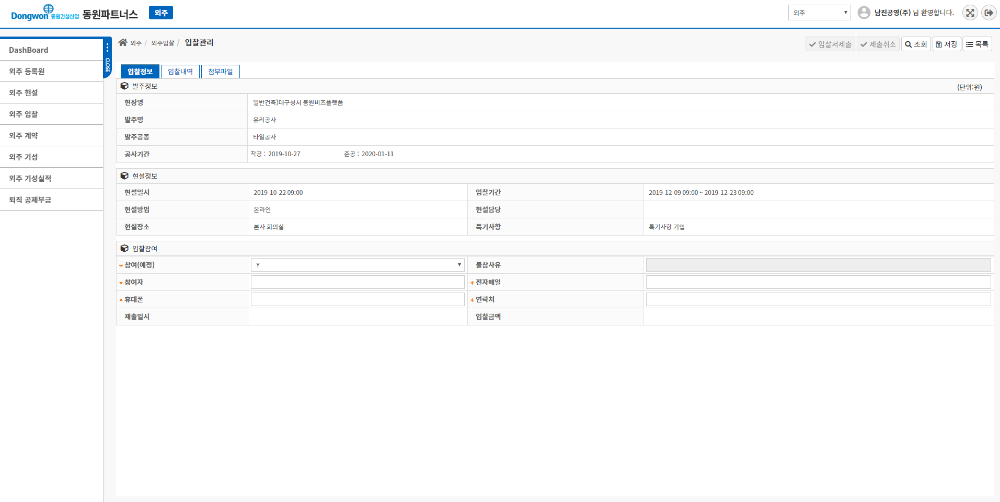 Dongwon 동원건설산업 동원파트너스 외주
외주 ▼ 남진공영(주) 님 환영합니다.
CLOSE
DashBoard
외주 등록원
외주 현설
외주 입찰
외주 계약
외주 기성
외주 기성실적
퇴직 공제부금
외주 / 외주입찰 / 입찰관리
입찰서제출 제출취소 조회 저장 목록
입찰정보 입찰내역 첨부파일
발주정보 (단위:원)
현장명 일반건축)대구성서 동원비즈플랫폼
발주명 유리공사
발주공종 타일공사
공사기간 착공 : 2019-10-27 준공 : 2020-01-11
현설정보
현설일시 2019-10-22 09:00 입찰기간 2019-12-09 09:00 ~ 2019-12-23 09:00
현설방법 온라인 현설담당
현설장소 본사 회의실 특기사항 특기사항 기입
입찰참여
* 참여(예정) Y ▼ 불참사유
* 참여자 * 전자메일
* 휴대폰 * 연락처
제출일시 입찰금액